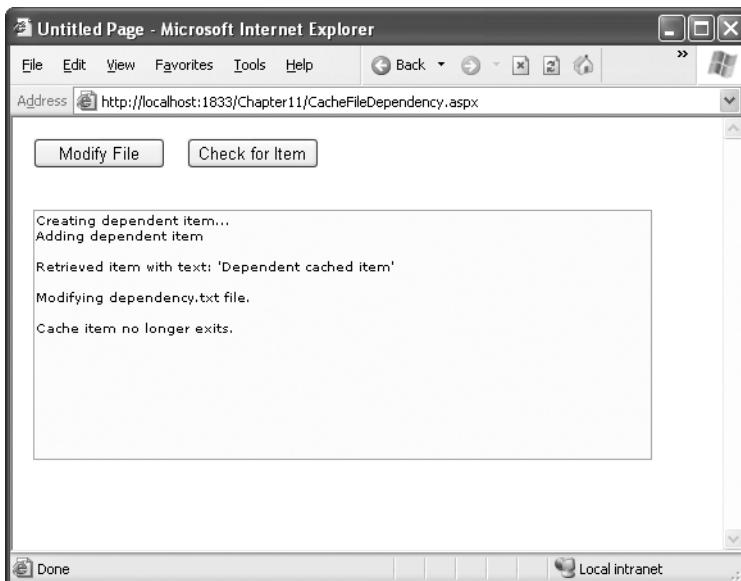 Untitled Page - Microsoft Internet Explorer
File Edit View Favorites Tools Help Back »
Address http://localhost:1833/Chapter11/CacheFileDependency.aspx
Modify File Check for Item
Creating dependent item...
Adding dependent item
Retrieved item with text: 'Dependent cached item'
Modifying dependency.txt file.
Cache item no longer exits.
Done Local intranet